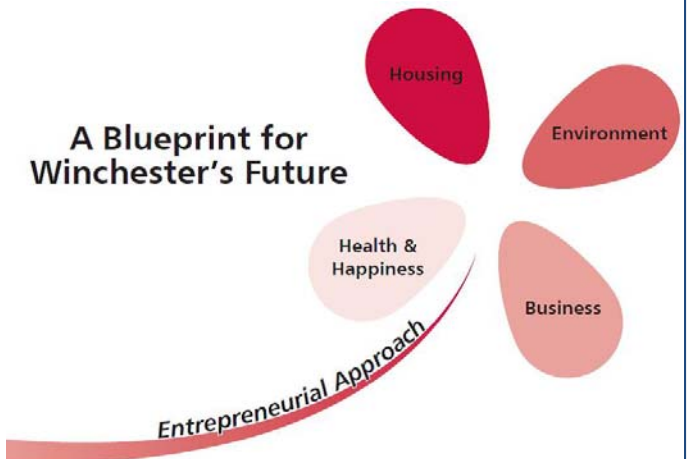 A Blueprint for
Winchester's Future
Housing
Environment
Health &
Happiness
Business
Entrepreneurial Approach